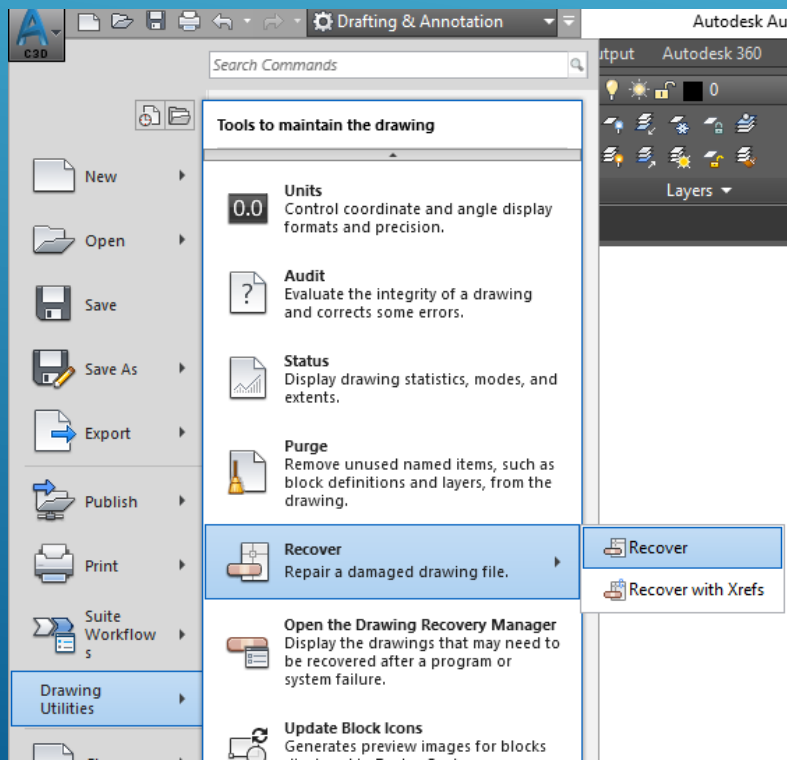 Drafting & Annotation
Autodesk Au
C3D
Search Commands
utput Autodesk 360
0
Tools to maintain the drawing
Layers
New
Open
Save
Save As
Export
Publish
Print
Suite
Workflow
s
Drawing
Utilities
0.0
Units
Control coordinate and angle display
formats and precision.
?
Audit
Evaluate the integrity of a drawing
and corrects some errors.
Status
Display drawing statistics, modes, and
extents.
Purge
Remove unused named items, such as
block definitions and layers, from the
drawing.
Recover
Repair a damaged drawing file.
Recover
Recover with Xrefs
Open the Drawing Recovery Manager
Display the drawings that may need to
be recovered after a program or
system failure.
Update Block Icons
Generates preview images for blocks